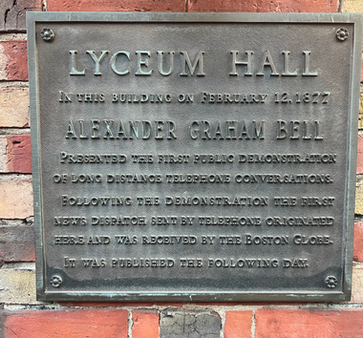 LYCEUM HALL
IN THIS BUILDING ON FEBRUARY 12, 1877
ALEXANDER GRAHAM BELL
PRESENTED THE FIRST PUBLIC DEMONSTRATION
OF LONG DISTANCE TELEPHONE CONVERSATIONS.
FOLLOWING THE DEMONSTRATION THE FIRST
NEWS DISPATCH SENT BY TELEPHONE ORIGINATED
HERE AND WAS RECEIVED BY THE BOSTON GLOBE.
IT WAS PUBLISHED THE FOLLOWING DAY.